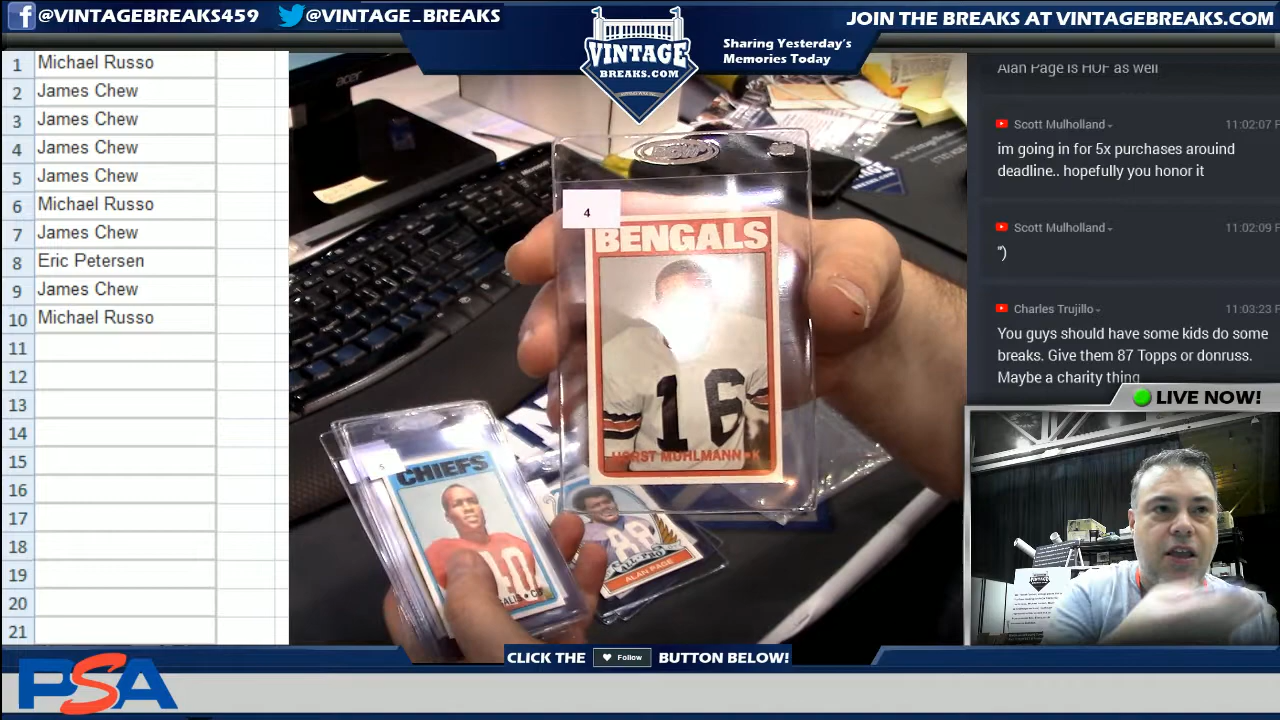 @VINTAGEBREAKS459
@VINTAGE_BREAKS
VINTAGE
BREAKS.COM
Sharing Yesterday's
Memories Today
JOIN THE BREAKS AT VINTAGEBREAKS.COM
1 Michael Russo
2 James Chew
3 James Chew
4 James Chew
5 James Chew
6 Michael Russo
7 James Chew
8 Eric Petersen
9 James Chew
10 Michael Russo
11
12
13
14
15
16
17
18
19
20
21
acer
4
BENGALS
16
HORST MUHLMANN • K
5
CHIEFS
88
ALL-PRO
ALAN PAGE
Alan Page is HOF as well
Scott Mulholland 11:02:07 P
im going in for 5x purchases arouind
deadline.. hopefully you honor it
Scott Mulholland 11:02:09 P
")
Charles Trujillo 11:03:23 P
You guys should have some kids do some
breaks. Give them 87 Topps or donruss.
Maybe a charity thing
LIVE NOW!
VINTAGE
CLICK THE Follow BUTTON BELOW!
PSA